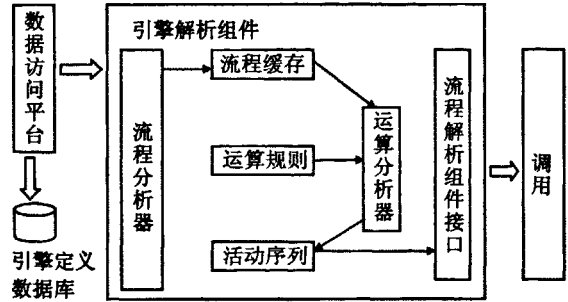 数据访问平台
引擎定义
数据库
引擎解析组件
流程分析器
流程缓存
运算规则
活动序列
运算分析器
流程解析组件接口
调用